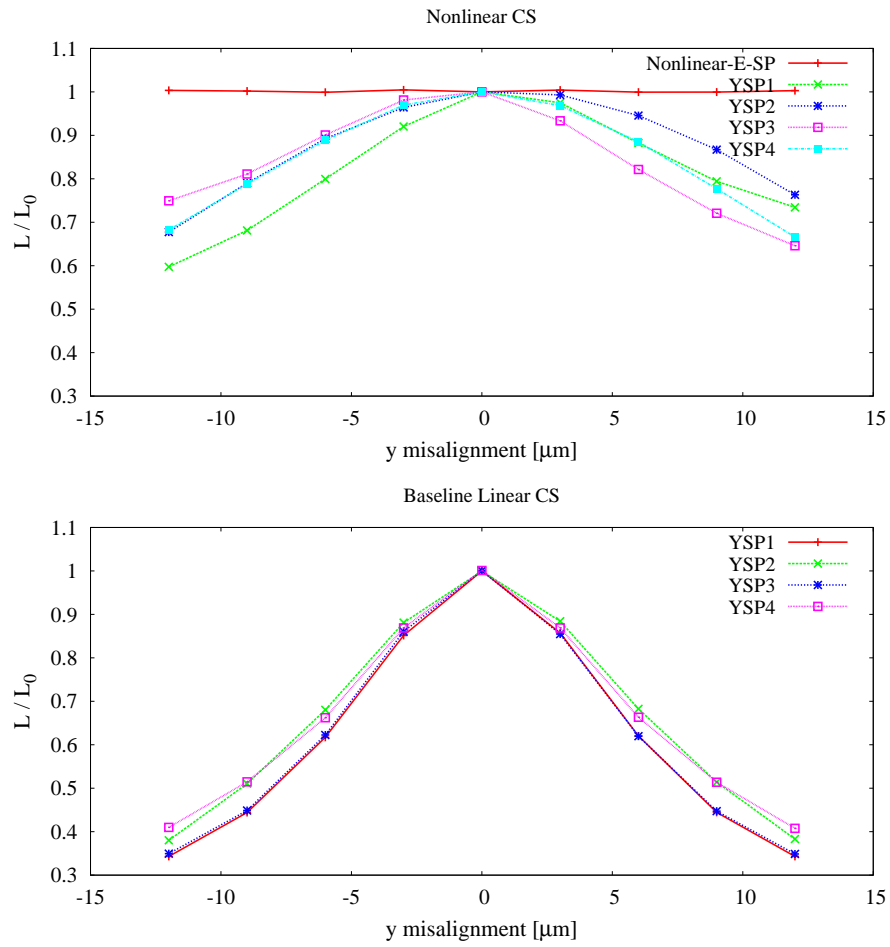 Nonlinear CS
1.1
1
0.9
0.8
0.7
0.6
0.5
0.4
0.3
L / L0
-15
-10
-5
0
5
10
15
y misalignment [μm]
Nonlinear-E-SP
YSP1
YSP2
YSP3
YSP4
Baseline Linear CS
1.1
1
0.9
0.8
0.7
0.6
0.5
0.4
0.3
L / L0
-15
-10
-5
0
5
10
15
y misalignment [μm]
YSP1
YSP2
YSP3
YSP4